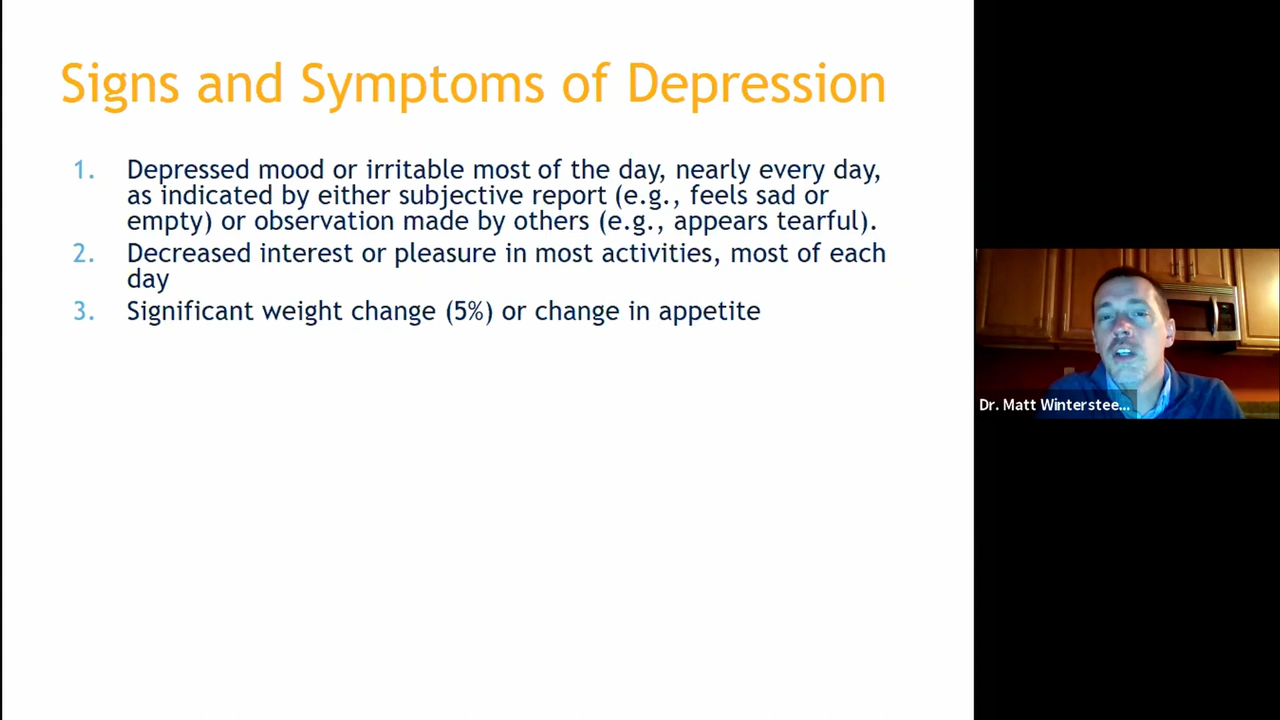 Signs and Symptoms of Depression
1. Depressed mood or irritable most of the day, nearly every day,
as indicated by either subjective report (e.g., feels sad or
empty) or observation made by others (e.g., appears tearful).
2. Decreased interest or pleasure in most activities, most of each
day
3. Significant weight change (5%) or change in appetite
Dr. Matt Winterstee...